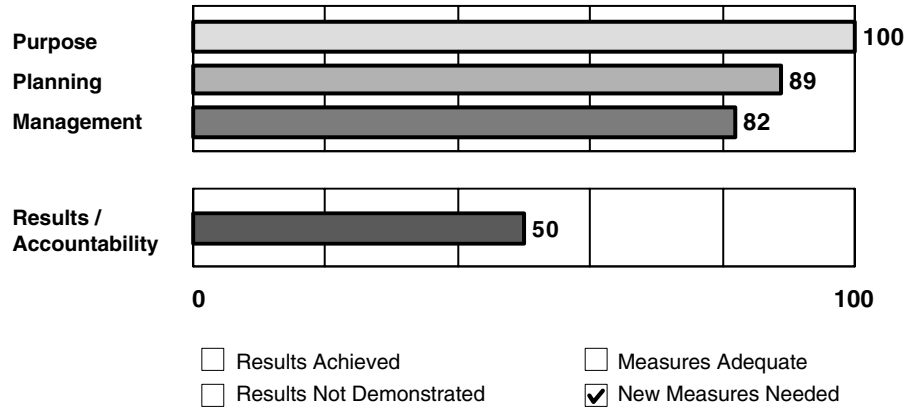 Purpose 100
Planning 89
Management 82
Results /
Accountability 50
0 100
Results Achieved Measures Adequate
Results Not Demonstrated New Measures Needed